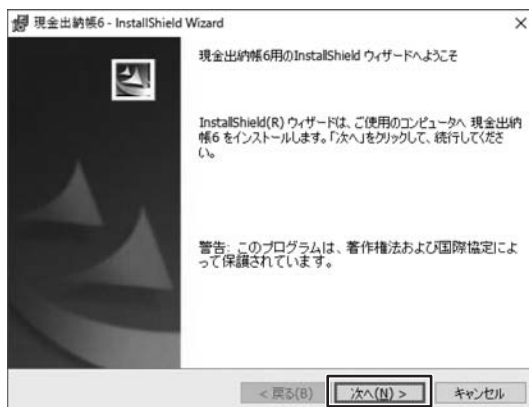 現金出納帳6 - InstallShield Wizard
現金出納帳6用のInstallShield ウィザードへようこそ
InstallShield(R) ウィザードは、ご使用のコンピュータへ 現金出納
帳6 をインストールします。「次へ」をクリックして、続行してくださ
い。
警告: このプログラムは、著作権法および国際協定によ
って保護されています。
< 戻る(B)
次へ(N) >
キャンセル